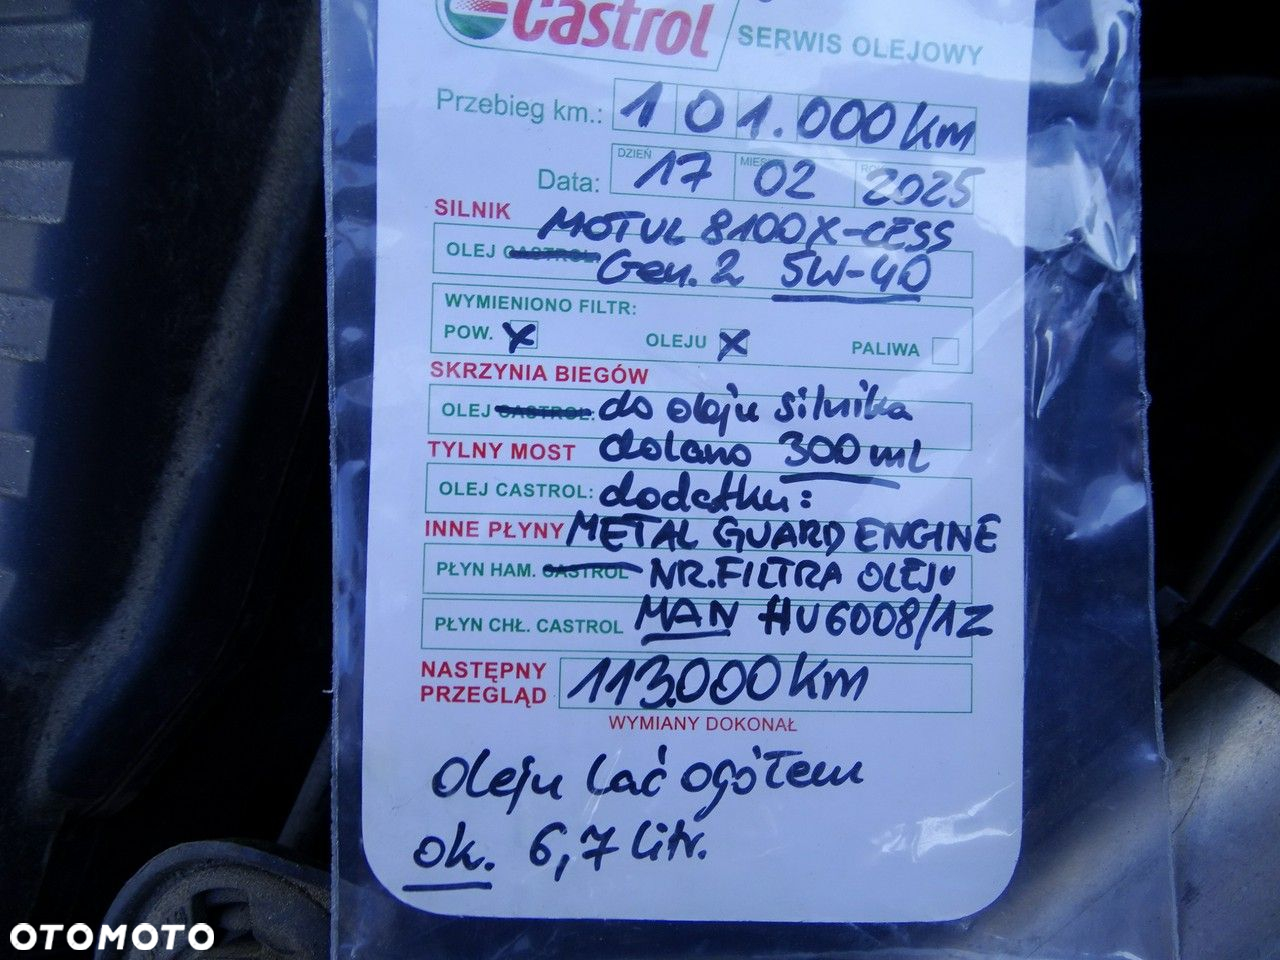 Castrol
SERWIS OLEJOWY
Przebieg km.: 101.000 km
DZIEŃ
Data: 17 02 2025
SILNIK MOTUL 8100 X-CESS
OLEJ CASTROL: Gen. 2 5W-40
WYMIENIONO FILTR:
POW. X OLEJU X PALIWA
SKRZYNIA BIEGÓW
OLEJ CASTROL: do oleju silnika
TYLNY MOST dolano 300 ml
OLEJ CASTROL: dodatku:
INNE PŁYNY METAL GUARD ENGINE
PŁYN HAM. CASTROL NR. FILTRA OLEJU
PŁYN CHŁ. CASTROL MAN HU6008/1Z
NASTĘPNY
PRZEGLĄD 113.000 km
WYMIANY DOKONAŁ
Oleju lać ogółem
ok. 6,7 litr.
OTOMOTO